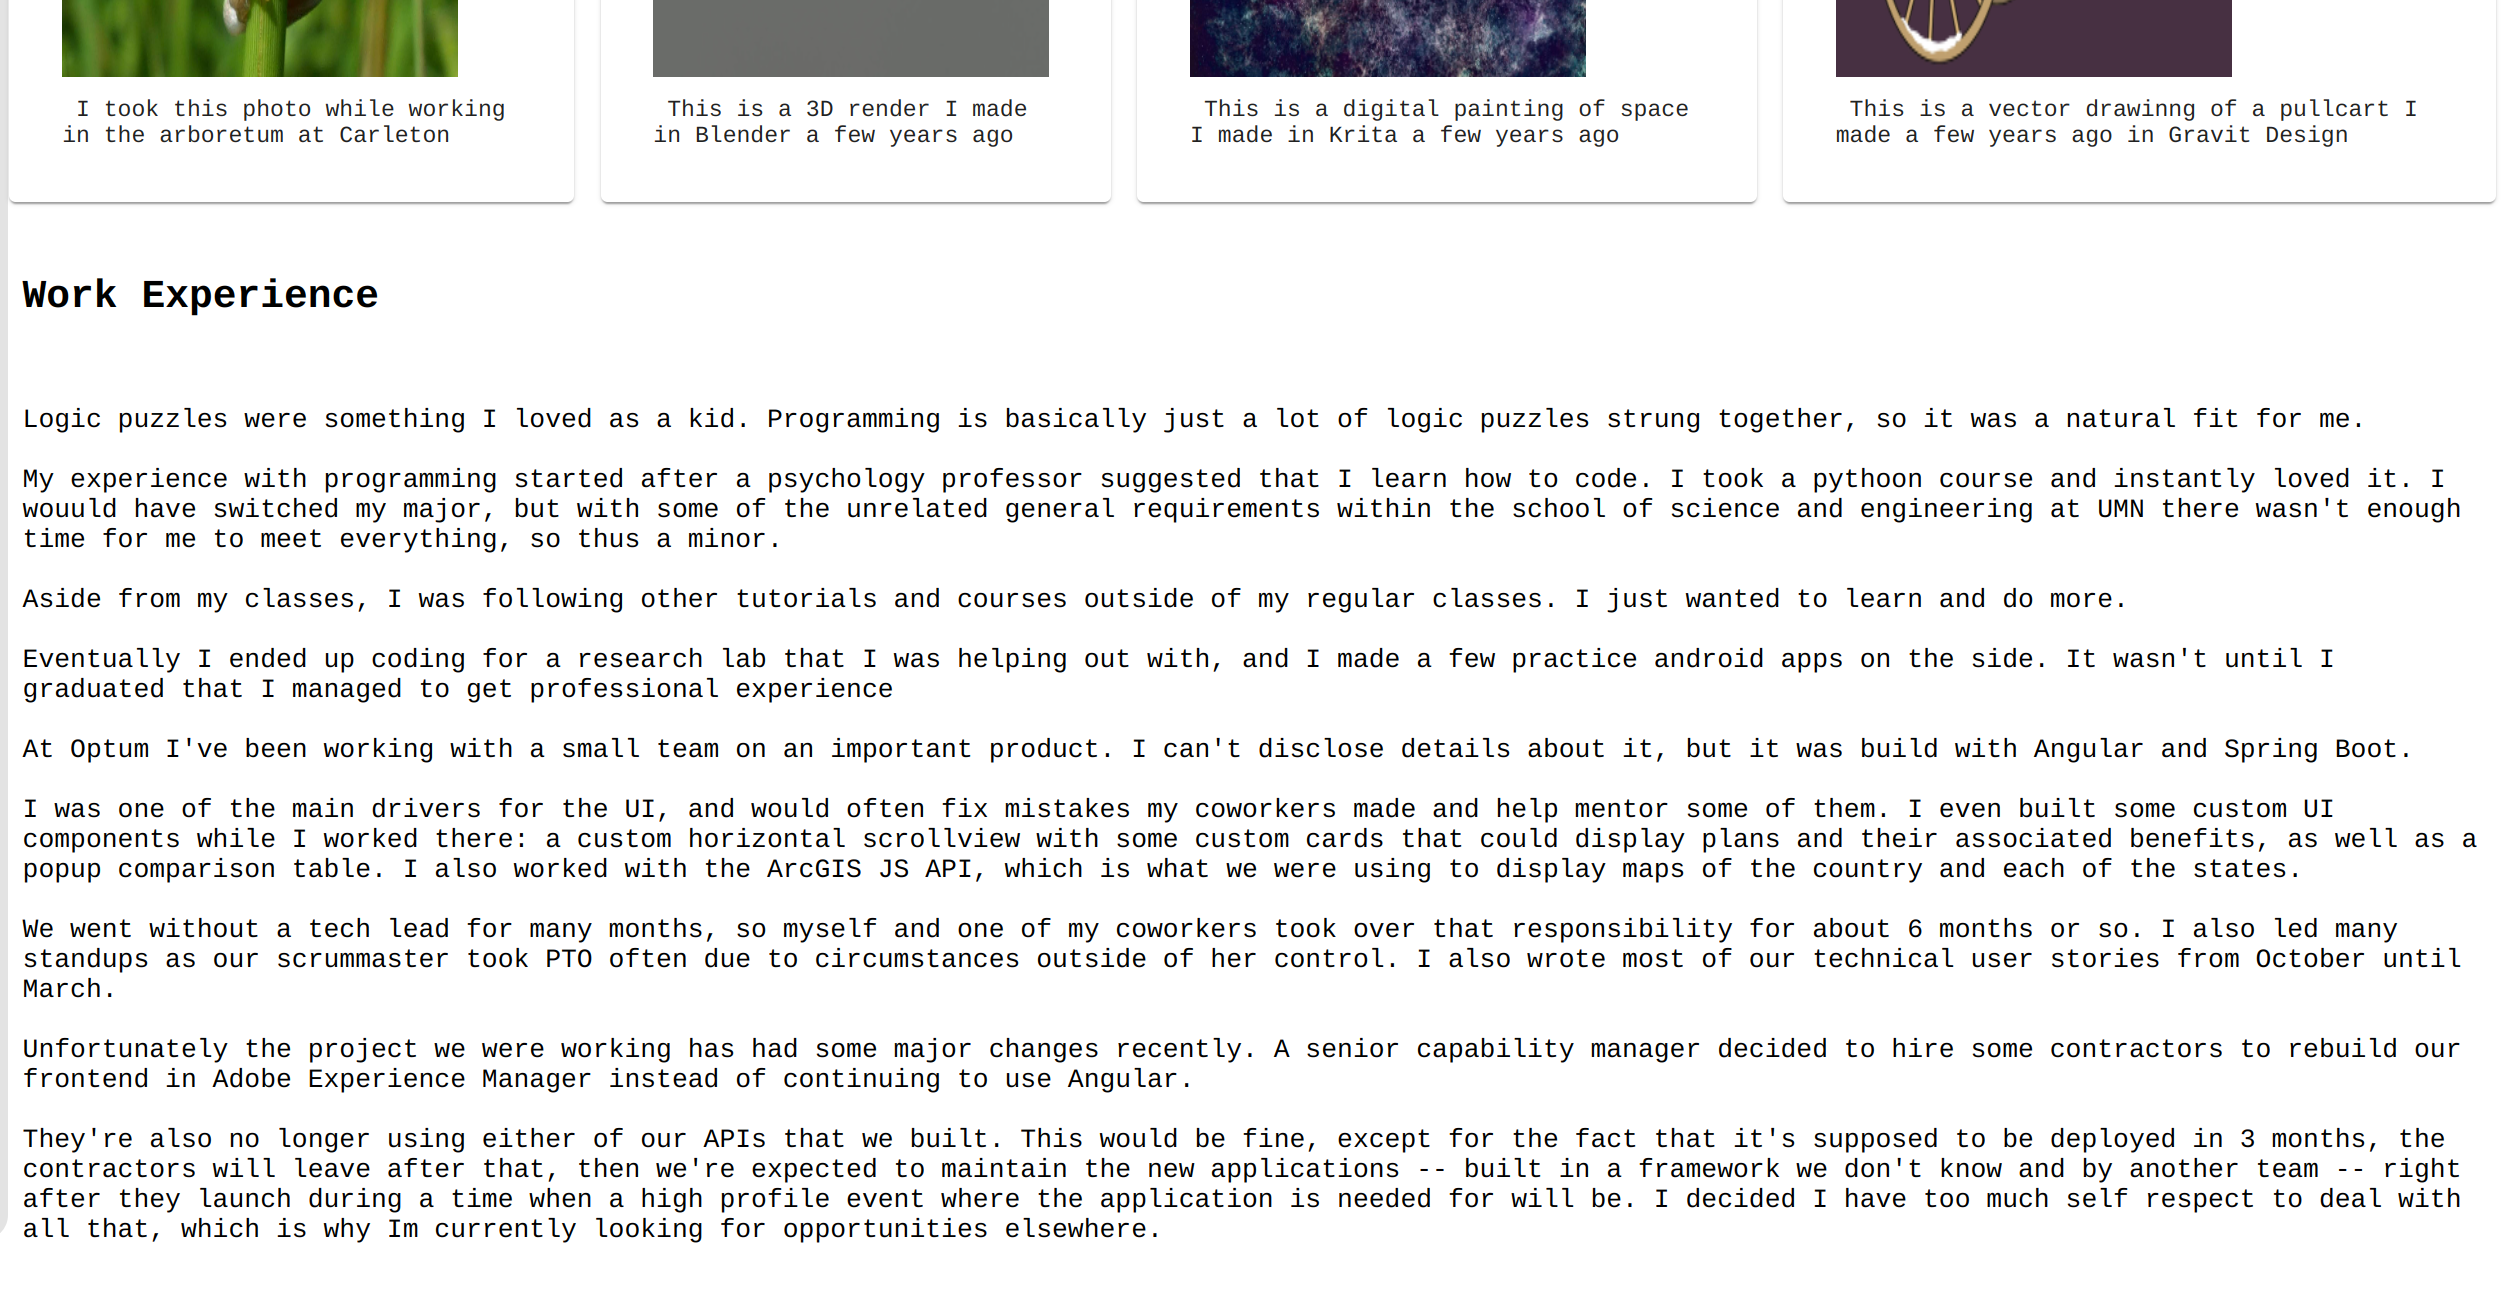 I took this photo while working
in the arboretum at Carleton
This is a 3D render I made
in Blender a few years ago
This is a digital painting of space
I made in Krita a few years ago
This is a vector drawinng of a pullcart I
made a few years ago in Gravit Design
Work Experience
Logic puzzles were something I loved as a kid. Programming is basically just a lot of logic puzzles strung together, so it was a natural fit for me.
My experience with programming started after a psychology professor suggested that I learn how to code. I took a pythoon course and instantly loved it. I
wouuld have switched my major, but with some of the unrelated general requirements within the school of science and engineering at UMN there wasn't enough
time for me to meet everything, so thus a minor.
Aside from my classes, I was following other tutorials and courses outside of my regular classes. I just wanted to learn and do more.
Eventually I ended up coding for a research lab that I was helping out with, and I made a few practice android apps on the side. It wasn't until I
graduated that I managed to get professional experience
At Optum I've been working with a small team on an important product. I can't disclose details about it, but it was build with Angular and Spring Boot.
I was one of the main drivers for the UI, and would often fix mistakes my coworkers made and help mentor some of them. I even built some custom UI
components while I worked there: a custom horizontal scrollview with some custom cards that could display plans and their associated benefits, as well as a
popup comparison table. I also worked with the ArcGIS JS API, which is what we were using to display maps of the country and each of the states.
We went without a tech lead for many months, so myself and one of my coworkers took over that responsibility for about 6 months or so. I also led many
standups as our scrummaster took PTO often due to circumstances outside of her control. I also wrote most of our technical user stories from October until
March.
Unfortunately the project we were working has had some major changes recently. A senior capability manager decided to hire some contractors to rebuild our
frontend in Adobe Experience Manager instead of continuing to use Angular.
They're also no longer using either of our APIs that we built. This would be fine, except for the fact that it's supposed to be deployed in 3 months, the
contractors will leave after that, then we're expected to maintain the new applications -- built in a framework we don't know and by another team -- right
after they launch during a time when a high profile event where the application is needed for will be. I decided I have too much self respect to deal with
all that, which is why Im currently looking for opportunities elsewhere.